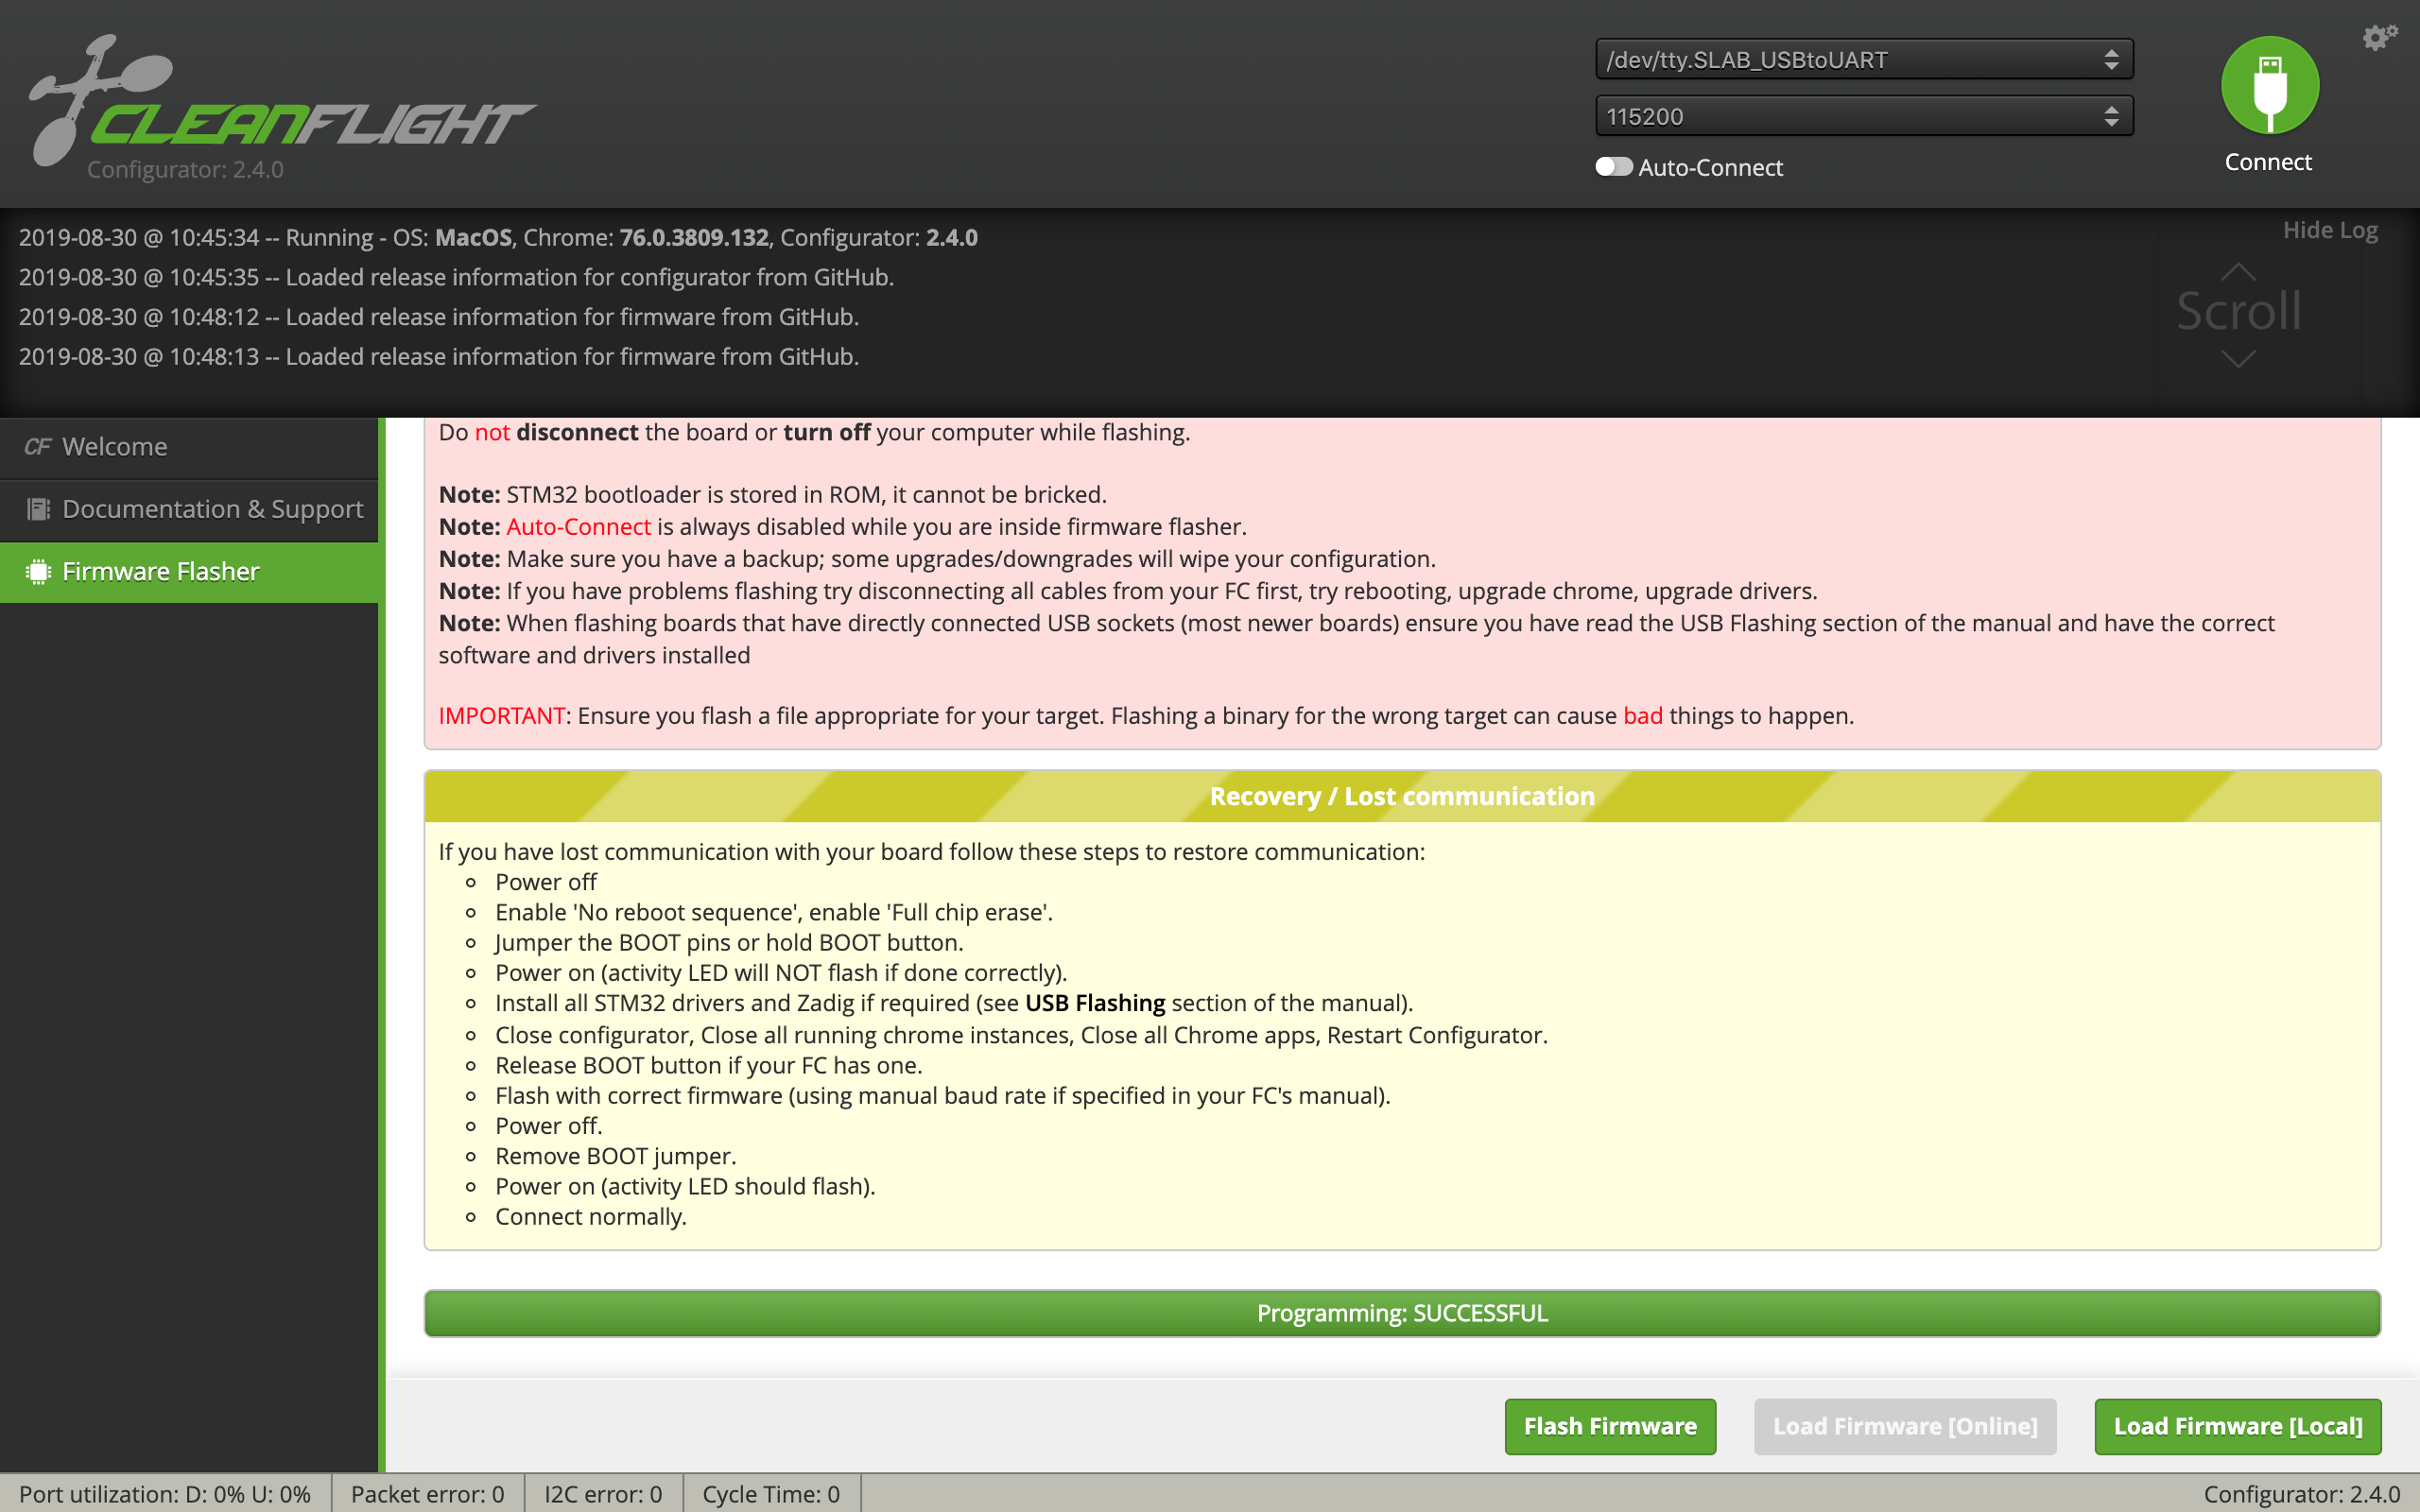 CLEANFLIGHT
Configurator: 2.4.0
/dev/tty.SLAB_USBtoUART
115200
Auto-Connect
Connect
2019-08-30 @ 10:45:34 -- Running - OS: MacOS, Chrome: 76.0.3809.132, Configurator: 2.4.0
2019-08-30 @ 10:45:35 -- Loaded release information for configurator from GitHub.
2019-08-30 @ 10:48:12 -- Loaded release information for firmware from GitHub.
2019-08-30 @ 10:48:13 -- Loaded release information for firmware from GitHub.
Hide Log
Scroll
CF Welcome
Documentation & Support
Firmware Flasher
Do not disconnect the board or turn off your computer while flashing.
Note: STM32 bootloader is stored in ROM, it cannot be bricked.
Note: Auto-Connect is always disabled while you are inside firmware flasher.
Note: Make sure you have a backup; some upgrades/downgrades will wipe your configuration.
Note: If you have problems flashing try disconnecting all cables from your FC first, try rebooting, upgrade chrome, upgrade drivers.
Note: When flashing boards that have directly connected USB sockets (most newer boards) ensure you have read the USB Flashing section of the manual and have the correct
software and drivers installed
IMPORTANT: Ensure you flash a file appropriate for your target. Flashing a binary for the wrong target can cause bad things to happen.
Recovery / Lost communication
If you have lost communication with your board follow these steps to restore communication:
Power off
Enable 'No reboot sequence', enable 'Full chip erase'.
Jumper the BOOT pins or hold BOOT button.
Power on (activity LED will NOT flash if done correctly).
Install all STM32 drivers and Zadig if required (see USB Flashing section of the manual).
Close configurator, Close all running chrome instances, Close all Chrome apps, Restart Configurator.
Release BOOT button if your FC has one.
Flash with correct firmware (using manual baud rate if specified in your FC's manual).
Power off.
Remove BOOT jumper.
Power on (activity LED should flash).
Connect normally.
Programming: SUCCESSFUL
Flash Firmware
Load Firmware [Online]
Load Firmware [Local]
Port utilization: D: 0% U: 0%
Packet error: 0
I2C error: 0
Cycle Time: 0
Configurator: 2.4.0